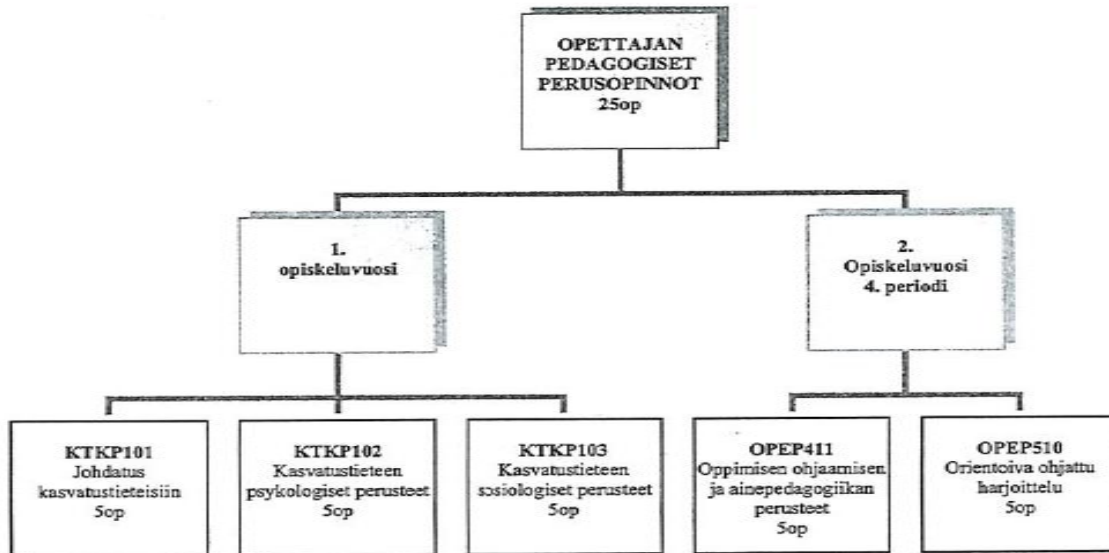 OPETTAJAN
PEDAGOGISET
PERUSOPINNOT
25op
1.
opiskeluvuosi
2.
Opiskeluvuosi
4. periodi
KTKP101
Johdatus
kasvatustieteisiin
5op
KTKP102
Kasvatustieteen
psykologiset perusteet
5op
KTKP103
Kasvatustieteen
sosiologiset perusteet
5op
OPEP411
Oppimisen ohjaamisen
ja ainepedagogiikan
perusteet
5op
OPEP510
Orientoiva ohjattu
harjoittelu
5op